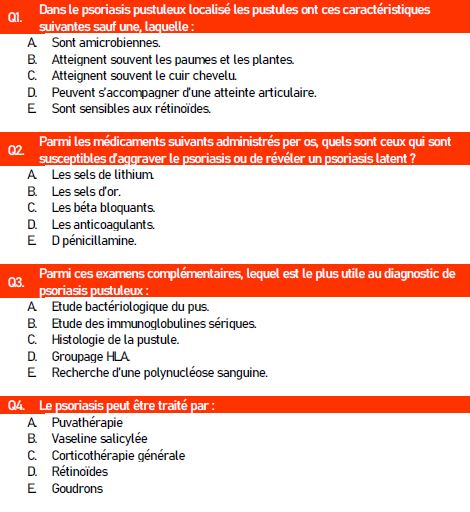 Q1. Dans le psoriasis pustuleux localisé les pustules ont ces caractéristiques
suivantes sauf une, laquelle :
A. Sont amicrobiennes.
B. Atteignent souvent les paumes et les plantes.
C. Atteignent souvent le cuir chevelu.
D. Peuvent s'accompagner d'une atteinte articulaire.
E. Sont sensibles aux rétinoïdes.
Q2. Parmi les médicaments suivants administrés per os, quels sont ceux qui sont
susceptibles d'aggraver le psoriasis ou de révéler un psoriasis latent ?
A. Les sels de lithium.
B. Les sels d'or.
C. Les béta bloquants.
D. Les anticoagulants.
E. D pénicillamine.
Q3. Parmi ces examens complémentaires, lequel est le plus utile au diagnostic de
psoriasis pustuleux :
A. Etude bactériologique du pus.
B. Etude des immunoglobulines sériques.
C. Histologie de la pustule.
D. Groupage HLA.
E. Recherche d'une polynucléose sanguine.
Q4. Le psoriasis peut être traité par :
A. Puvathérapie
B. Vaseline salicylée
C. Corticothérapie générale
D. Rétinoïdes
E. Goudrons